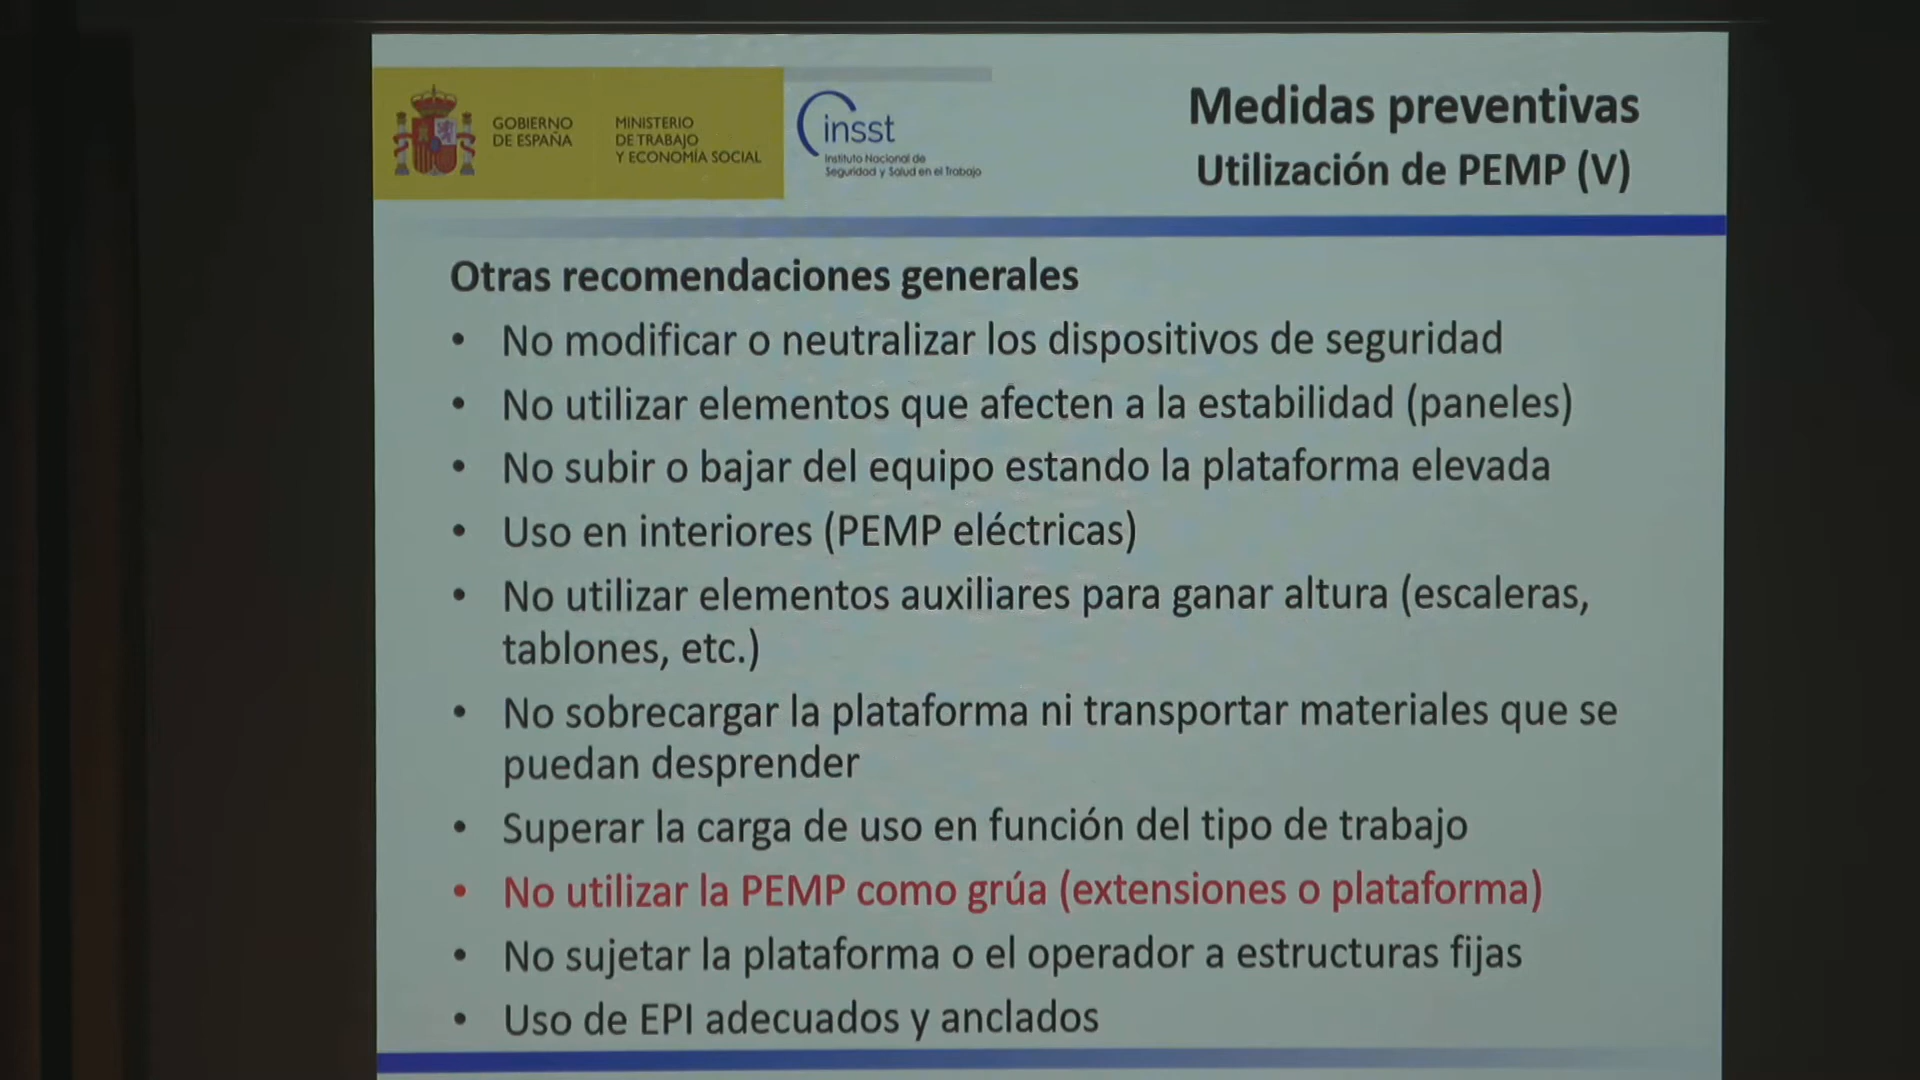 GOBIERNO
DE ESPAÑA
MINISTERIO
DE TRABAJO
Y ECONOMÍA SOCIAL
insst
Instituto Nacional de
Seguridad y Salud en el Trabajo
Medidas preventivas
Utilización de PEMP (V)
Otras recomendaciones generales
• No modificar o neutralizar los dispositivos de seguridad
• No utilizar elementos que afecten a la estabilidad (paneles)
• No subir o bajar del equipo estando la plataforma elevada
• Uso en interiores (PEMP eléctricas)
• No utilizar elementos auxiliares para ganar altura (escaleras,
tablones, etc.)
• No sobrecargar la plataforma ni transportar materiales que se
puedan desprender
• Superar la carga de uso en función del tipo de trabajo
• No utilizar la PEMP como grúa (extensiones o plataforma)
• No sujetar la plataforma o el operador a estructuras fijas
• Uso de EPI adecuados y anclados